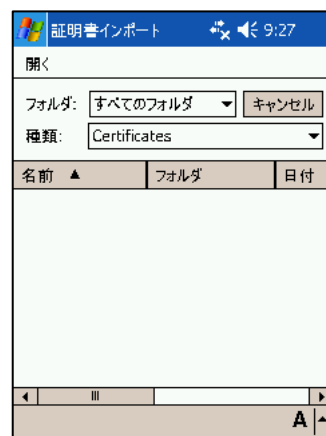 証明書インポート 9:27
開く
フォルダ: すべてのフォルダ キャンセル
種類: Certificates
名前 ▲ フォルダ 日付
A